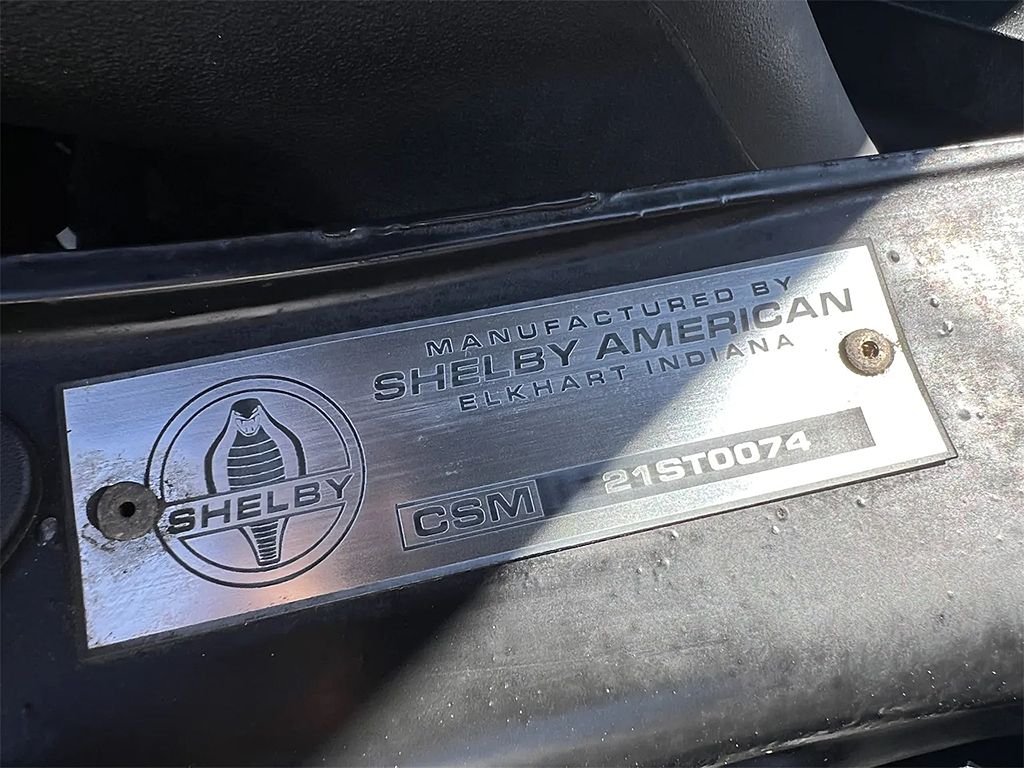 MANUFACTURED BY
SHELBY AMERICAN
ELKHART INDIANA
SHELBY
CSM 21ST0074